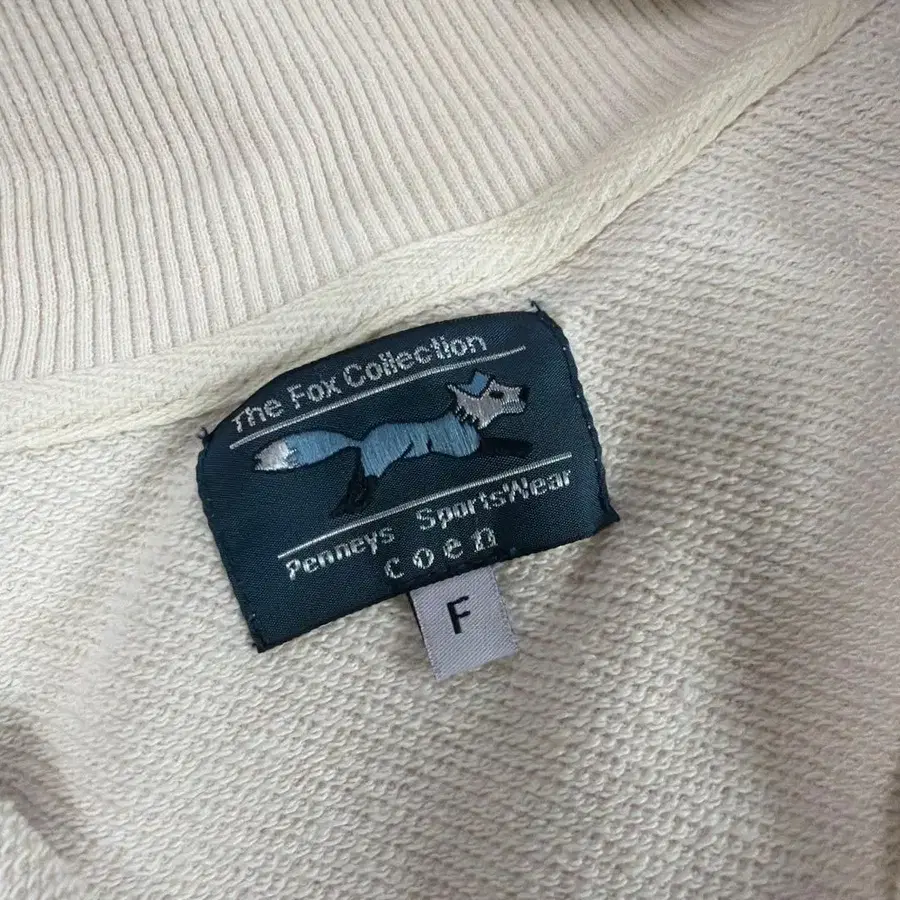 The Fox Collection
Penneys SportsWear
coen
F